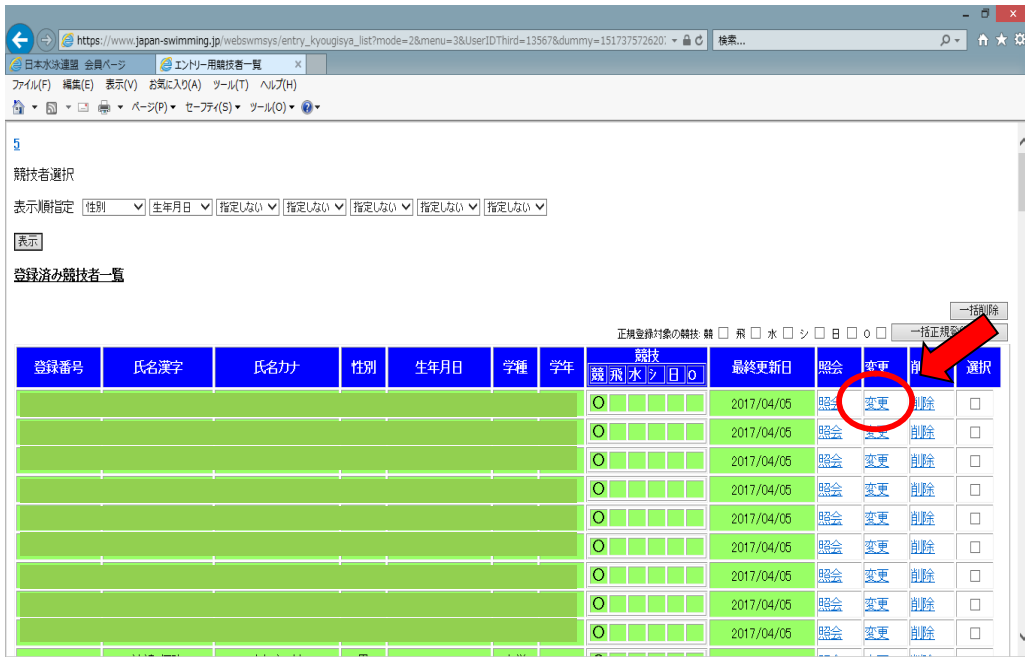 https://www.japan-swimming.jp/webswmsys/entry_kyougisya_list?mode=2&menu=3&UserIDThird=13567&dummy=151737572620 検索...
日本水泳連盟 会員ページ エントリー用競技者一覧
ファイル(F) 編集(E) 表示(V) お気に入り(A) ツール(T) ヘルプ(H)
ページ(P) セーフティ(S) ツール(O)
5
競技者選択
表示順指定 性別 生年月日 指定しない 指定しない 指定しない 指定しない 指定しない
表示
登録済み競技者一覧
一括削除
正規登録対象の競技: 競 飛 水 シ 日 O 一括正規登
登録番号 氏名漢字 氏名カナ 性別 生年月日 学種 学年 競技 最終更新日 照会 変更 削 選択
競 飛 水 シ 日 O
O 2017/04/05 照会 変更 削除
O 2017/04/05 照会 変更 削除
O 2017/04/05 照会 変更 削除
O 2017/04/05 照会 変更 削除
O 2017/04/05 照会 変更 削除
O 2017/04/05 照会 変更 削除
O 2017/04/05 照会 変更 削除
O 2017/04/05 照会 変更 削除
O 2017/04/05 照会 変更 削除